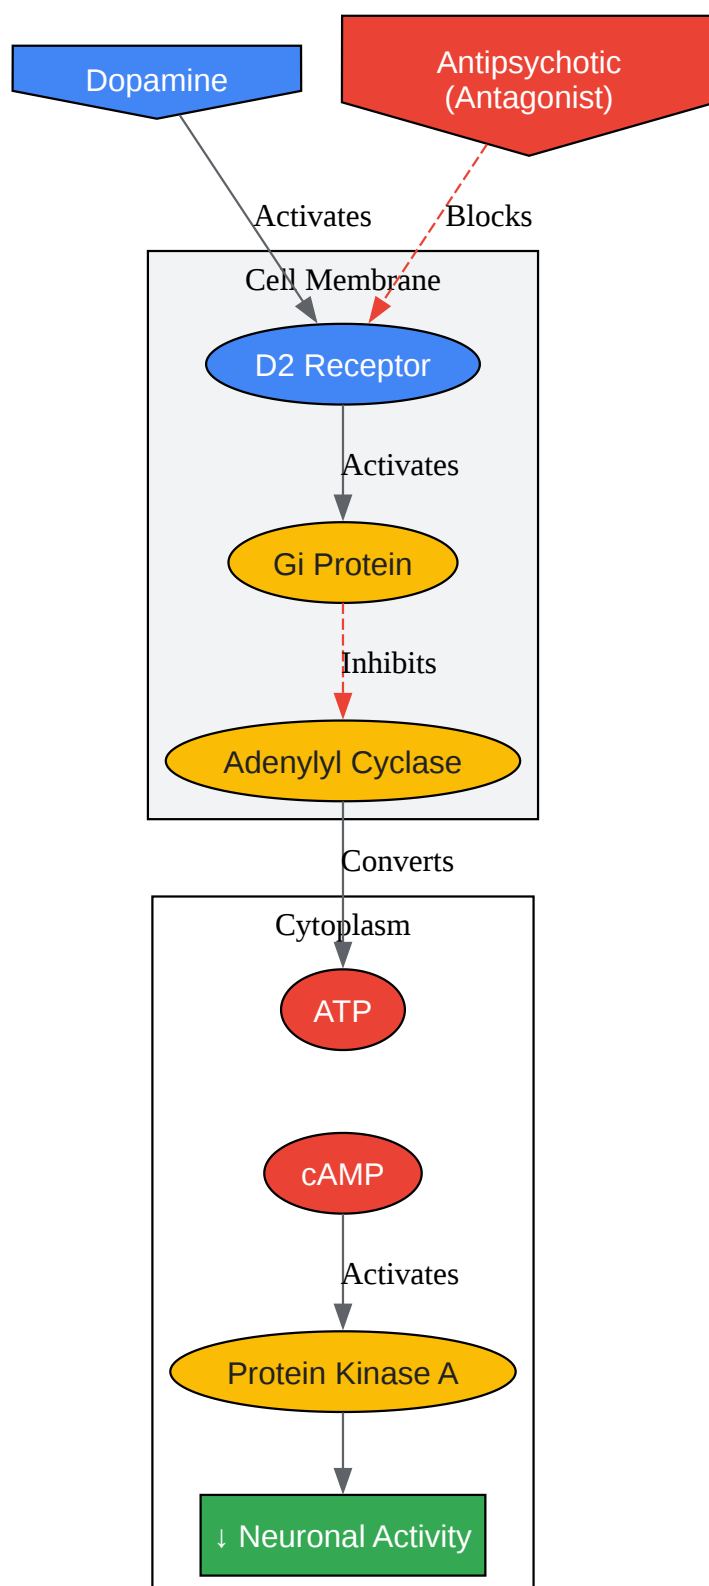 Dopamine
Antipsychotic
(Antagonist)
Activates
Blocks
Cell Membrane
D2 Receptor
Activates
Gi Protein
Inhibits
Adenylyl Cyclase
Converts
Cytoplasm
ATP
cAMP
Activates
Protein Kinase A
↓ Neuronal Activity